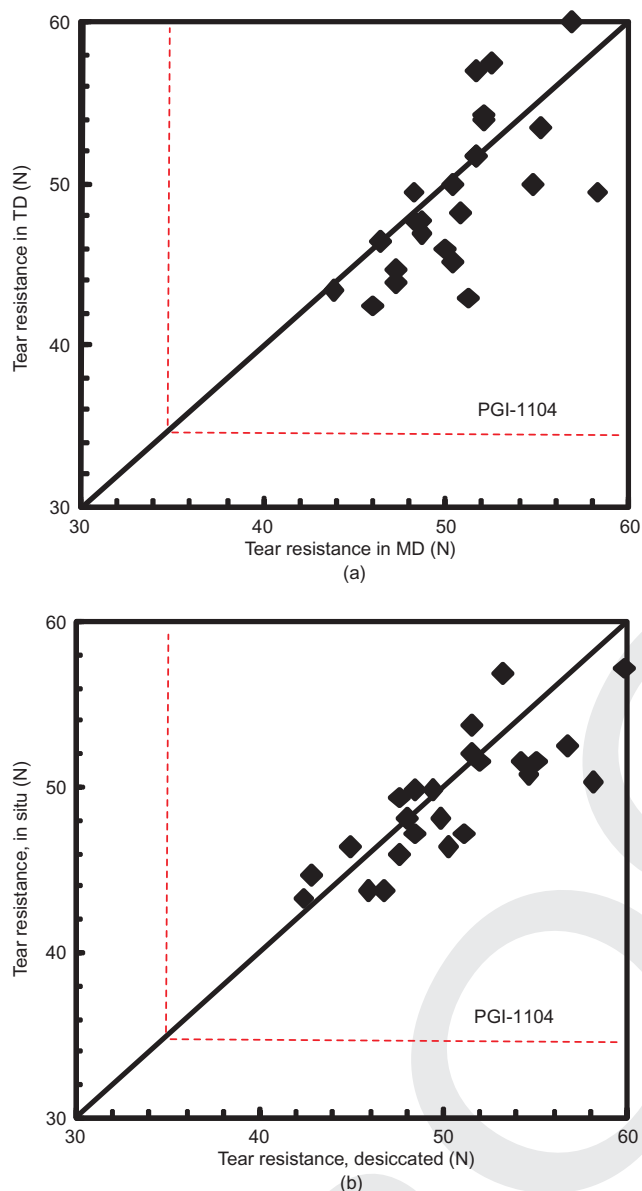 60
Tear resistance in TD (N)
50
40
30
PGI-1104
30 40 50 60
Tear resistance in MD (N)
(a)
60
Tear resistance, in situ (N)
50
40
30
PGI-1104
30 40 50 60
Tear resistance, desiccated (N)
(b)